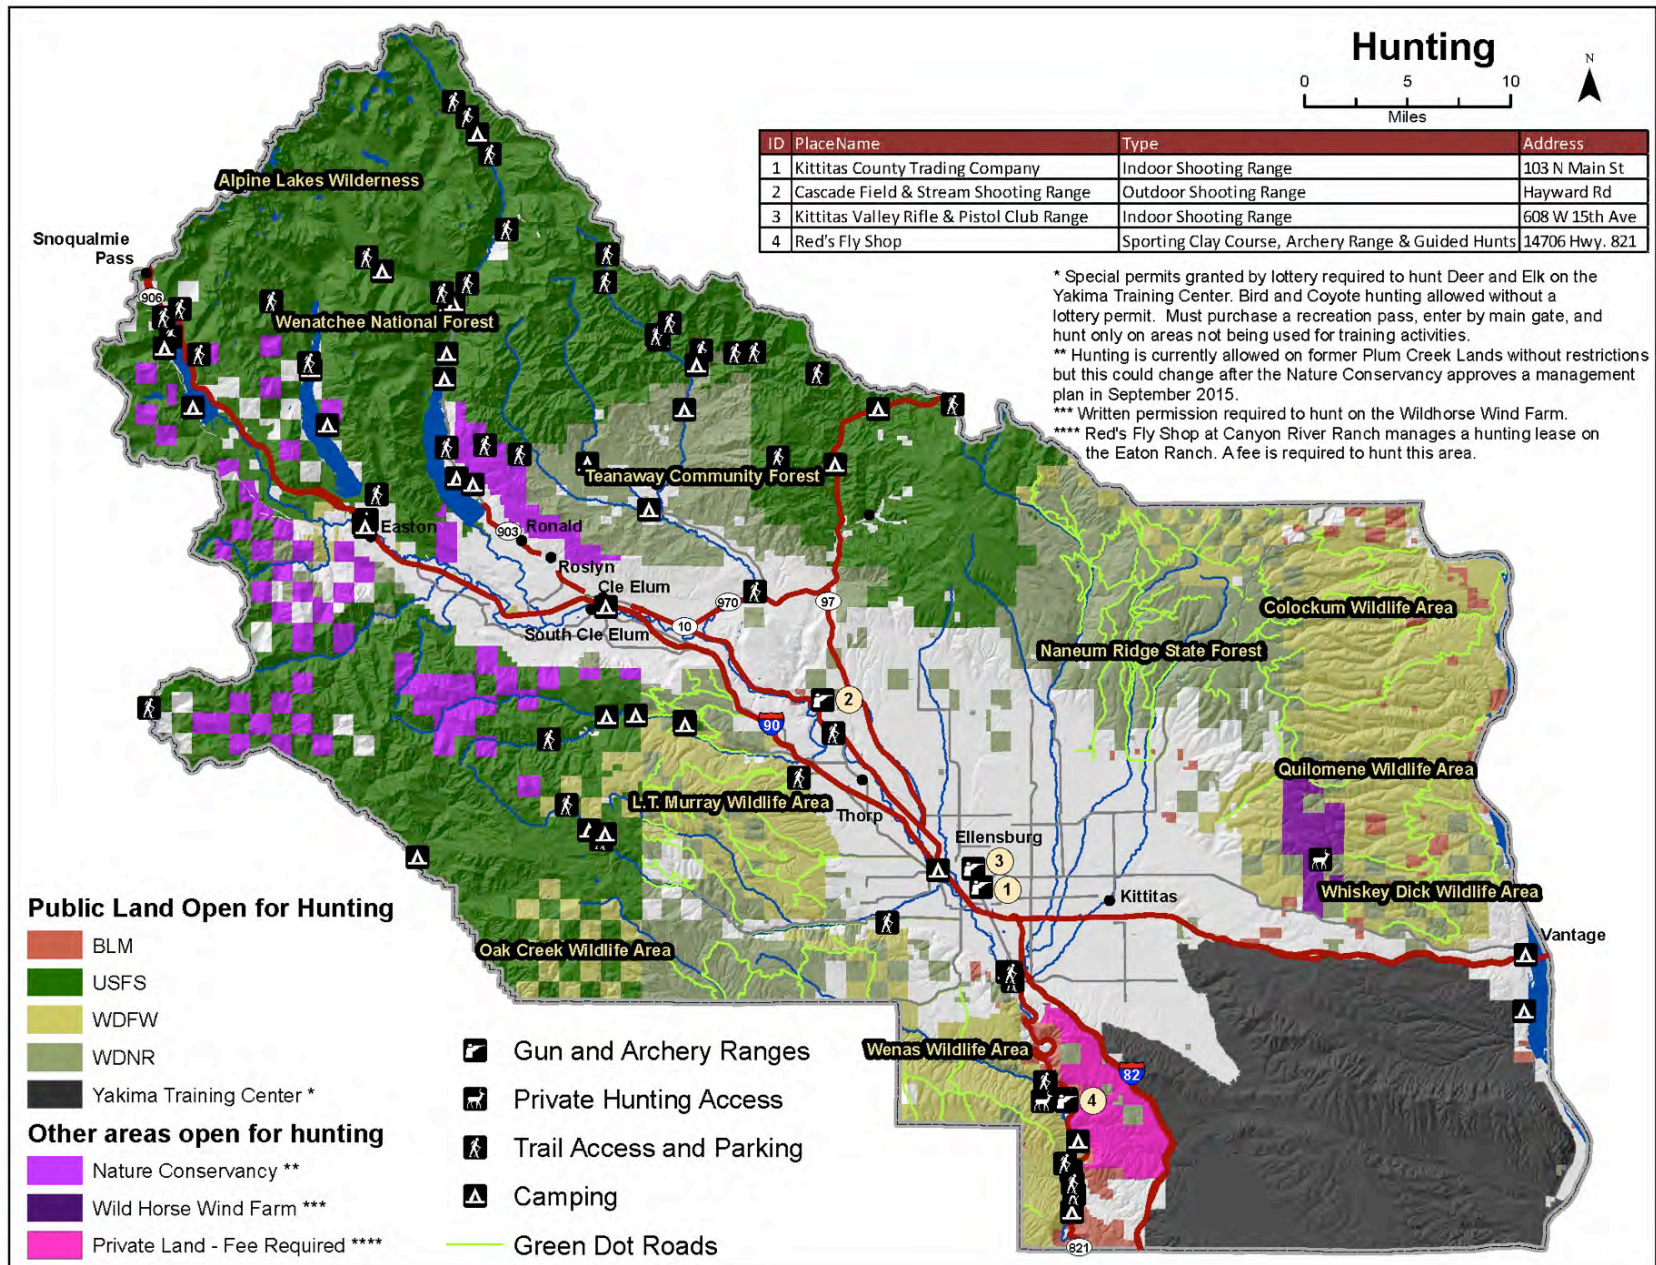 Hunting
N
0 5 10
Miles
ID PlaceName Type Address
1 Kittitas County Trading Company Indoor Shooting Range 103 N Main St
2 Cascade Field & Stream Shooting Range Outdoor Shooting Range Hayward Rd
3 Kittitas Valley Rifle & Pistol Club Range Indoor Shooting Range 608 W 15th Ave
4 Red's Fly Shop Sporting Clay Course, Archery Range & Guided Hunts 14706 Hwy. 821
* Special permits granted by lottery required to hunt Deer and Elk on the
Yakima Training Center. Bird and Coyote hunting allowed without a
lottery permit. Must purchase a recreation pass, enter by main gate, and
hunt only on areas not being used for training activities.
** Hunting is currently allowed on former Plum Creek Lands without restrictions
but this could change after the Nature Conservancy approves a management
plan in September 2015.
*** Written permission required to hunt on the Wildhorse Wind Farm.
**** Red's Fly Shop at Canyon River Ranch manages a hunting lease on
the Eaton Ranch. A fee is required to hunt this area.
Alpine Lakes Wilderness
Snoqualmie
Pass
906
Wenatchee National Forest
Teanaway Community Forest
Easton
903
Ronald
Roslyn
Cle Elum
970
97
10
South Cle Elum
Colockum Wildlife Area
Naneum Ridge State Forest
2
90
Quilomene Wildlife Area
L.T. Murray Wildlife Area
Thorp
Ellensburg
3
1
Kittitas
Whiskey Dick Wildlife Area
Vantage
Oak Creek Wildlife Area
Wenas Wildlife Area
82
4
821
Public Land Open for Hunting
BLM
USFS
WDFW
WDNR
Yakima Training Center *
Other areas open for hunting
Nature Conservancy **
Wild Horse Wind Farm ***
Private Land - Fee Required ****
Gun and Archery Ranges
Private Hunting Access
Trail Access and Parking
Camping
Green Dot Roads